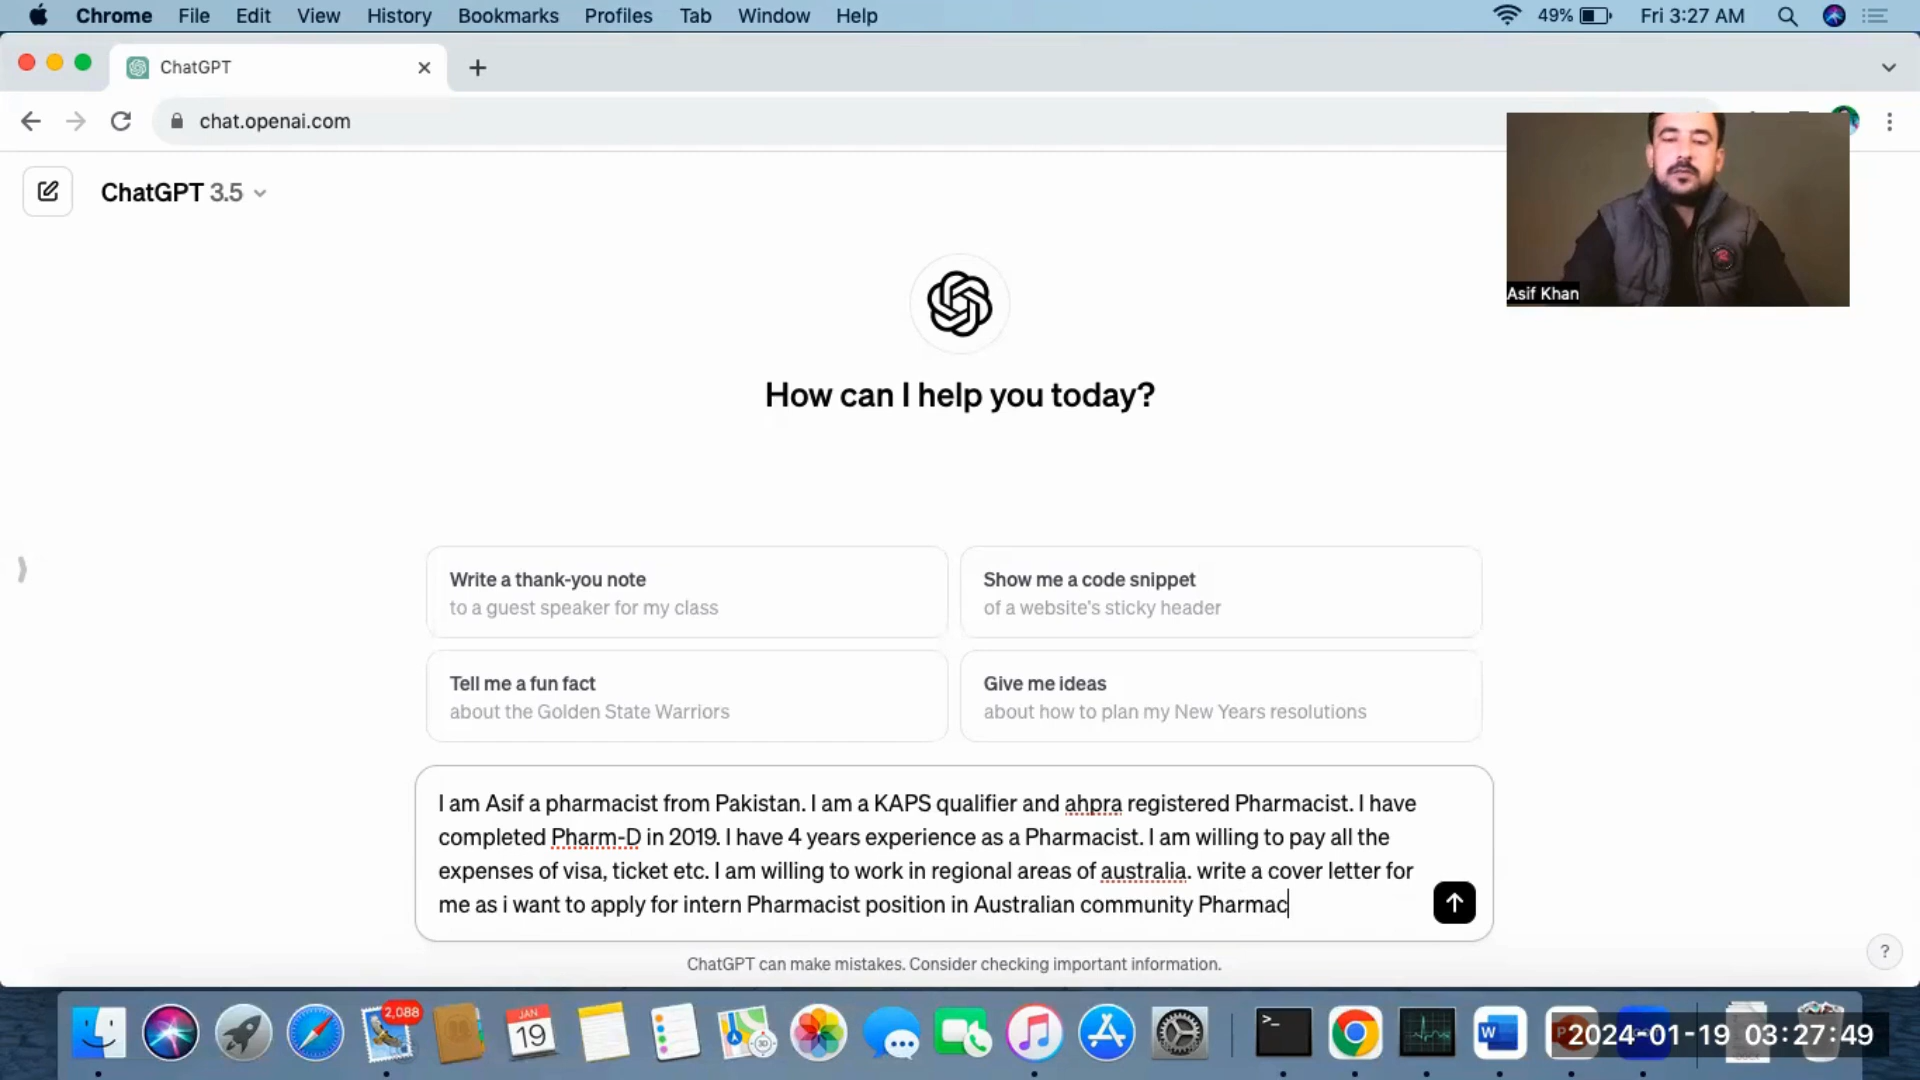 Chrome File Edit View History Bookmarks Profiles Tab Window Help 49% Fri 3:27 AM
ChatGPT
chat.openai.com
ChatGPT 3.5
Asif Khan
How can I help you today?
Write a thank-you note
to a guest speaker for my class
Show me a code snippet
of a website's sticky header
Tell me a fun fact
about the Golden State Warriors
Give me ideas
about how to plan my New Years resolutions
I am Asif a pharmacist from Pakistan. I am a KAPS qualifier and ahpra registered Pharmacist. I have
completed Pharm-D in 2019. I have 4 years experience as a Pharmacist. I am willing to pay all the
expenses of visa, ticket etc. I am willing to work in regional areas of australia. write a cover letter for
me as i want to apply for intern Pharmacist position in Australian community Pharmac
ChatGPT can make mistakes. Consider checking important information.
?
2,088
JAN
19
>_
W
2024-01-19 03:27:49